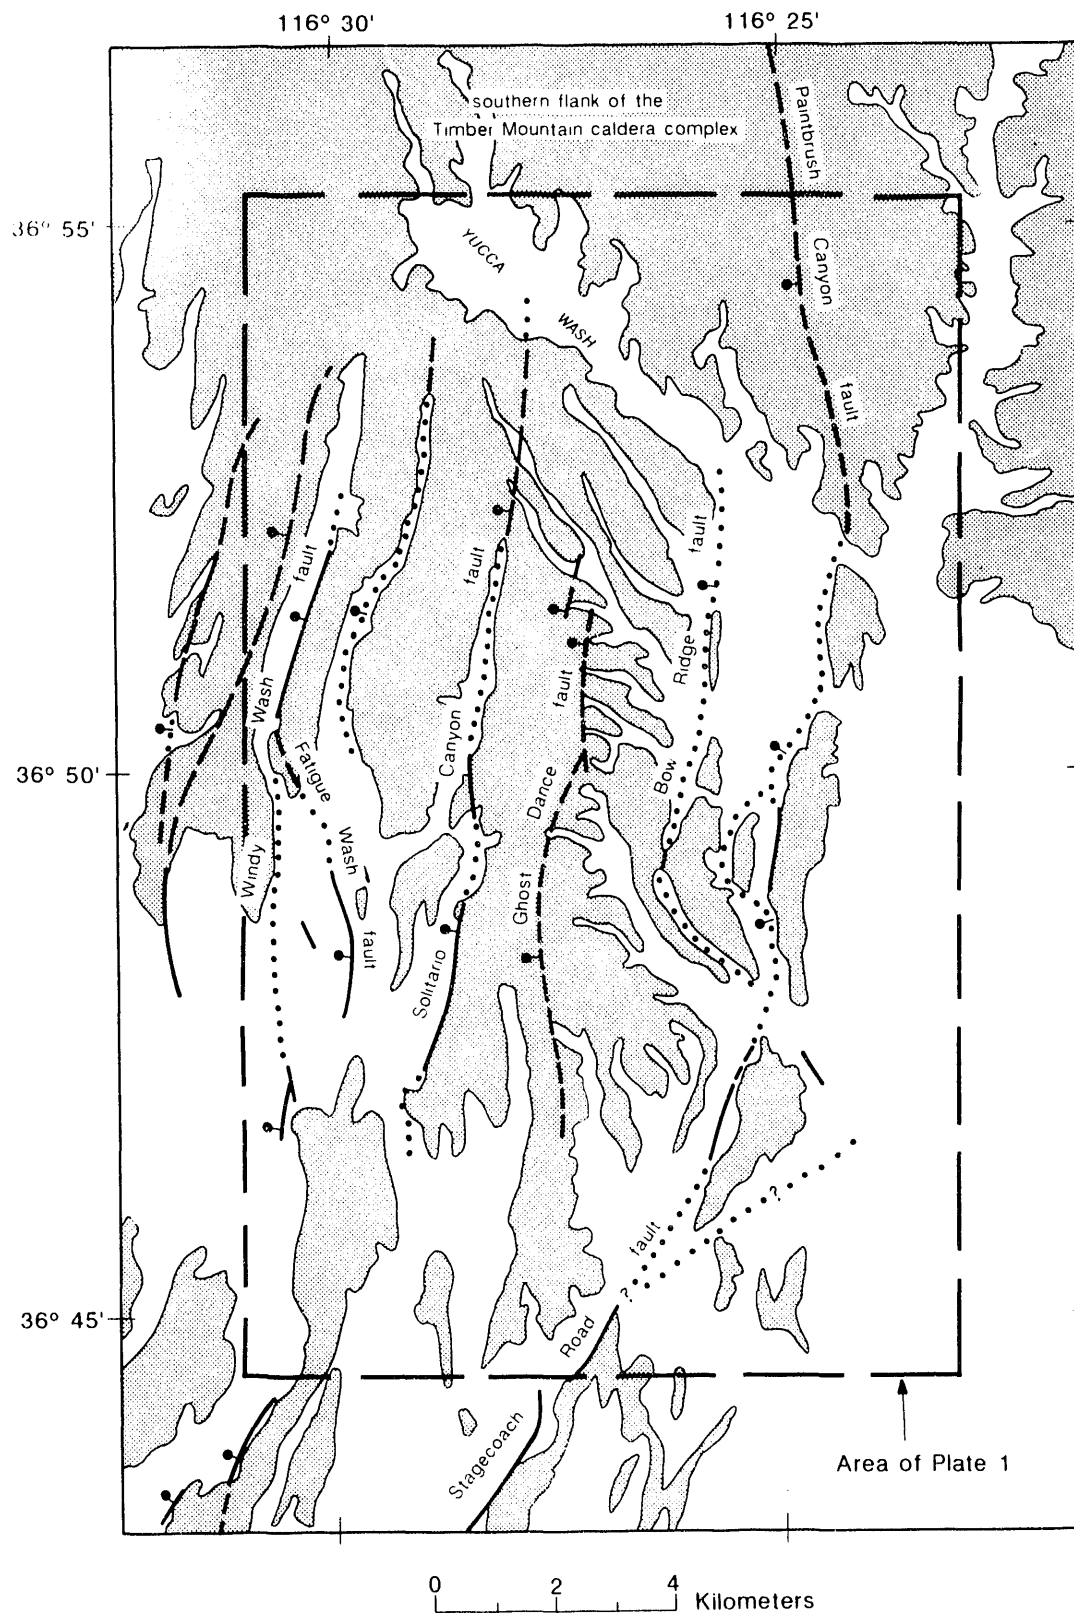 116° 30'
116° 25'
southern flank of the
Timber Mountain caldera complex
Paintbrush
Canyon
fault
36° 55'
YUCCA
WASH
fault
Wash
Windy
Fatigue
Wash
fault
fault
Canyon
Solitario
fault
Dance
Ghost
fault
Ridge
Bow
36° 50'
?
fault
?
Road
Stagecoach
36° 45'
Area of Plate 1
0 2 4 Kilometers